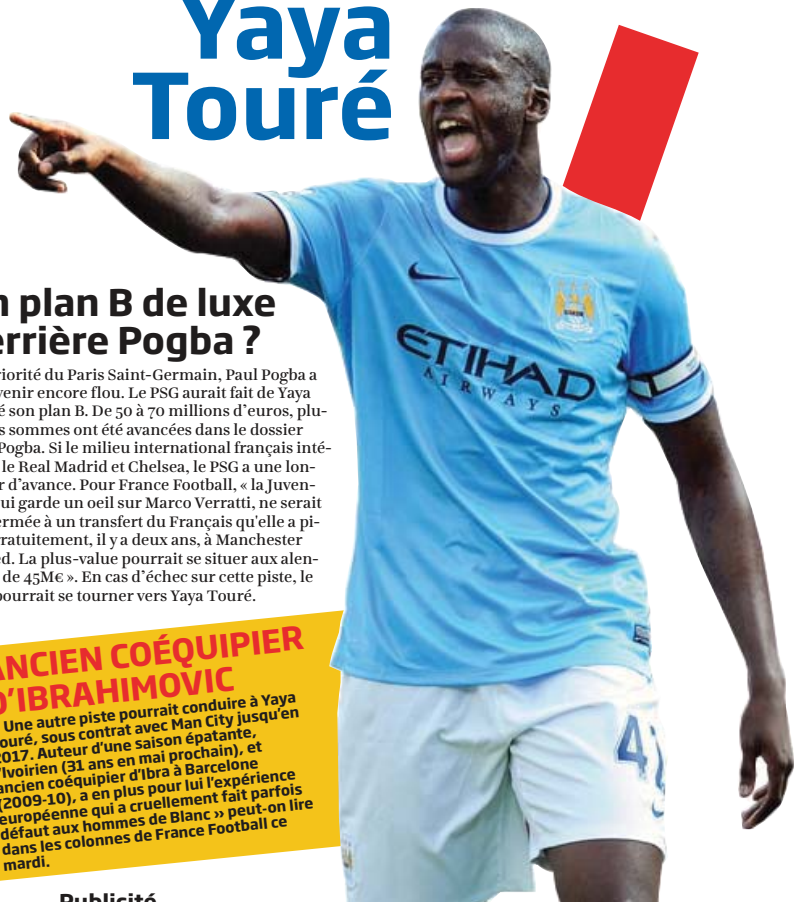 Yaya
Touré
n plan B de luxe
errière Pogba ?
iorité du Paris Saint-Germain, Paul Pogba a
venir encore flou. Le PSG aurait fait de Yaya
é son plan B. De 50 à 70 millions d’euros, plu-
s sommes ont été avancées dans le dossier
Pogba. Si le milieu international français inté-
le Real Madrid et Chelsea, le PSG a une lon-
r d’avance. Pour France Football, « la Juven-
ui garde un oeil sur Marco Verratti, ne serait
ermée à un transfert du Français qu'elle a pi-
ratuitement, il y a deux ans, à Manchester
ed. La plus-value pourrait se situer aux alen-
de 45M€ ». En cas d’échec sur cette piste, le
pourrait se tourner vers Yaya Touré.
ANCIEN COÉQUIPIER
D’IBRAHIMOVIC
Une autre piste pourrait conduire à Yaya
ouré, sous contrat avec Man City jusqu’en
2017. Auteur d’une saison épatante,
’Ivoirien (31 ans en mai prochain), et
ancien coéquipier d’Ibra à Barcelone
(2009-10), a en plus pour lui l’expérience
européenne qui a cruellement fait parfois
défaut aux hommes de Blanc » peut-on lire
dans les colonnes de France Football ce
mardi.
Publicité
ETIHAD
AIRWAYS
42